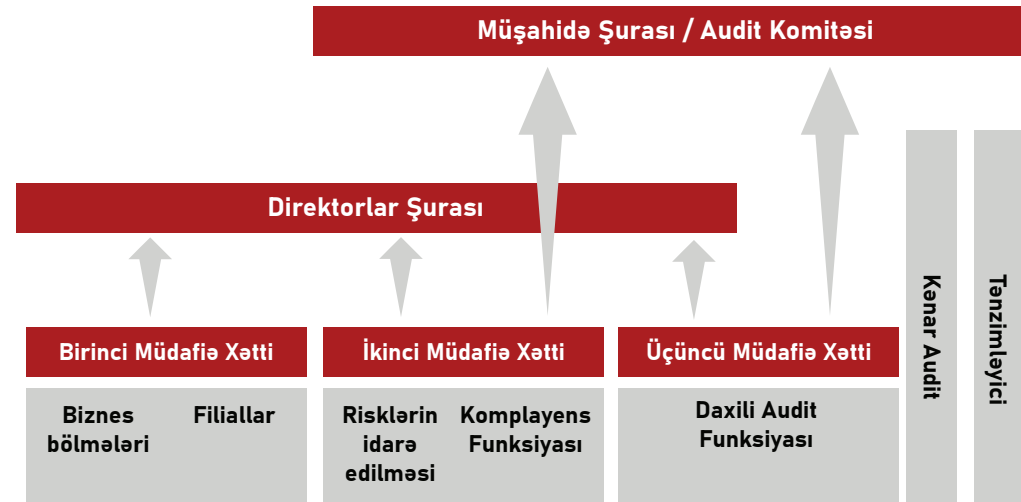 Müşahidə Şurası / Audit Komitəsi
Direktorlar Şurası
Birinci Müdafiə Xətti
İkinci Müdafiə Xətti
Üçüncü Müdafiə Xətti
Biznes
bölmələri
Filiallar
Risklərin
idarə
edilməsi
Komplayens
Funksiyası
Daxili Audit
Funksiyası
Kənar Audit
Tənzimləyici